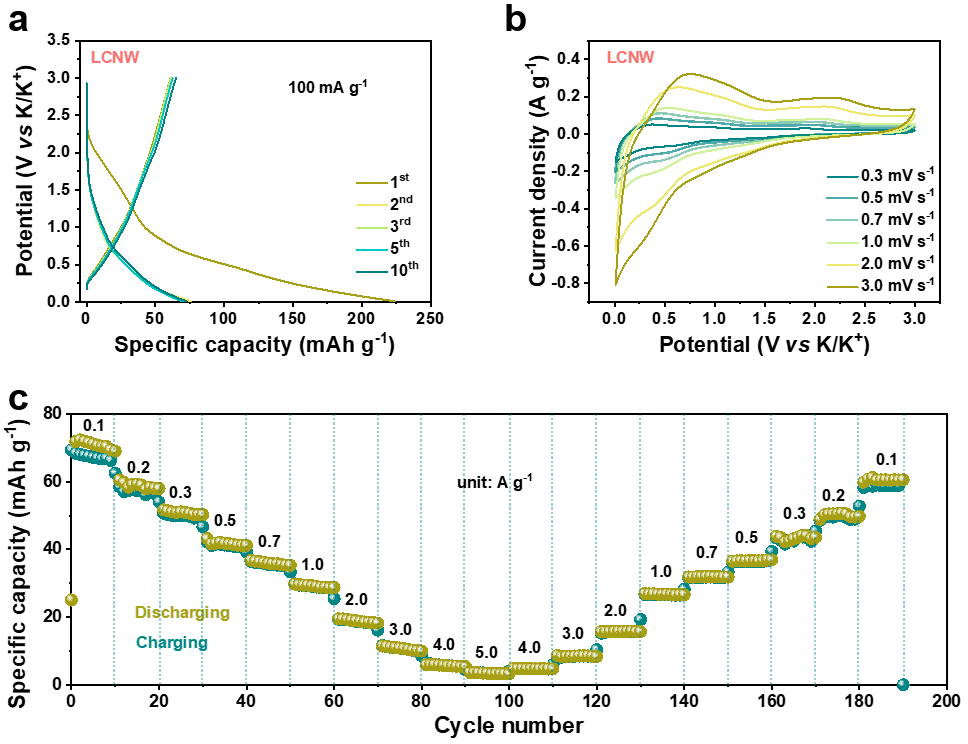 a
LCNW
100 mA g⁻¹
3.5
3.0
2.5
2.0
1.5
1.0
0.5
0.0
Potential (V vs K/K⁺)
1ˢᵗ
2ⁿᵈ
3ʳᵈ
5ᵗʰ
10ᵗʰ
0 50 100 150 200 250
Specific capacity (mAh g⁻¹)
b
LCNW
0.4
0.2
0.0
-0.2
-0.4
-0.6
-0.8
Current density (A g⁻¹)
0.3 mV s⁻¹
0.5 mV s⁻¹
0.7 mV s⁻¹
1.0 mV s⁻¹
2.0 mV s⁻¹
3.0 mV s⁻¹
0.0 0.5 1.0 1.5 2.0 2.5 3.0
Potential (V vs K/K⁺)
c
80
60
40
20
0
Specific capacity (mAh g⁻¹)
0.1
0.2
0.3
0.5
0.7
1.0
2.0
3.0
4.0
5.0
4.0
3.0
2.0
1.0
0.7
0.5
0.3
0.2
0.1
unit: A g⁻¹
Discharging
Charging
0 20 40 60 80 100 120 140 160 180 200
Cycle number